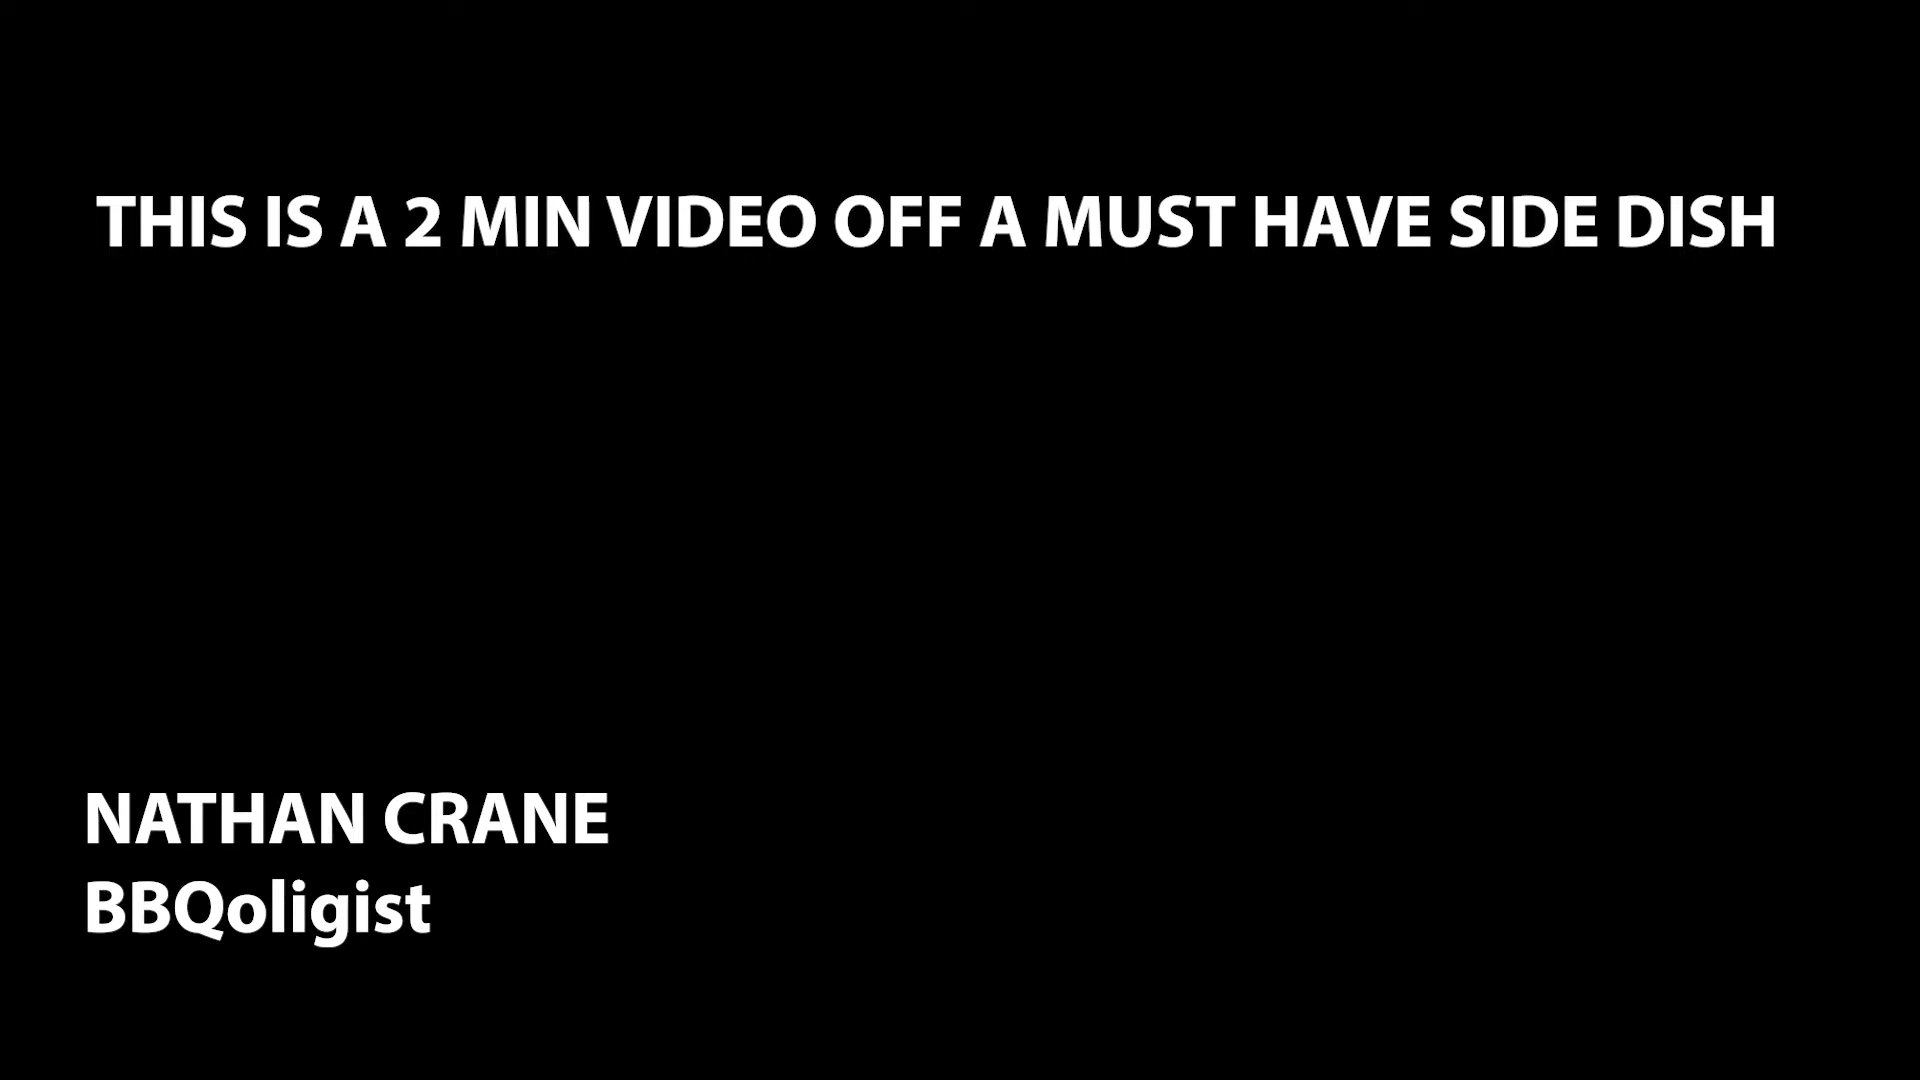 THIS IS A 2 MIN VIDEO OFF A MUST HAVE SIDE DISH
NATHAN CRANE
BBQoligist